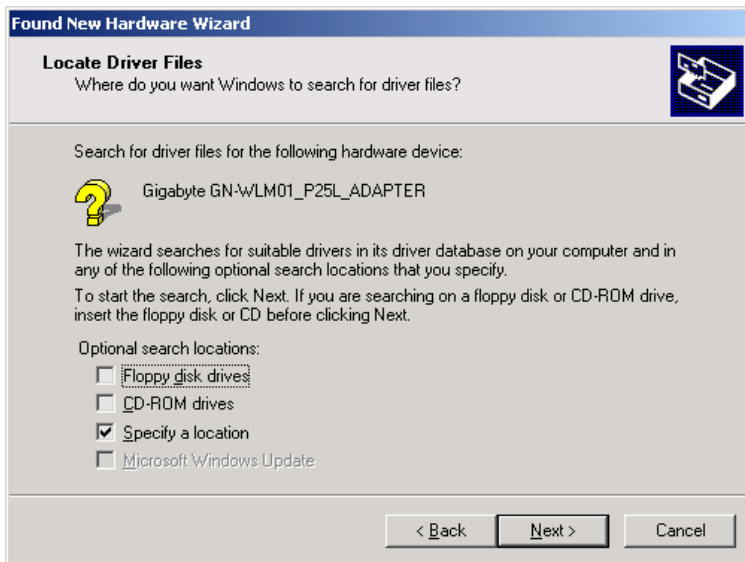 Found New Hardware Wizard
Locate Driver Files
Where do you want Windows to search for driver files?
Search for driver files for the following hardware device:
Gigabyte GN-WLM01_P25L_ADAPTER
The wizard searches for suitable drivers in its driver database on your computer and in
any of the following optional search locations that you specify.
To start the search, click Next. If you are searching on a floppy disk or CD-ROM drive,
insert the floppy disk or CD before clicking Next.
Optional search locations:
Floppy disk drives
CD-ROM drives
Specify a location
Microsoft Windows Update
< Back Next > Cancel